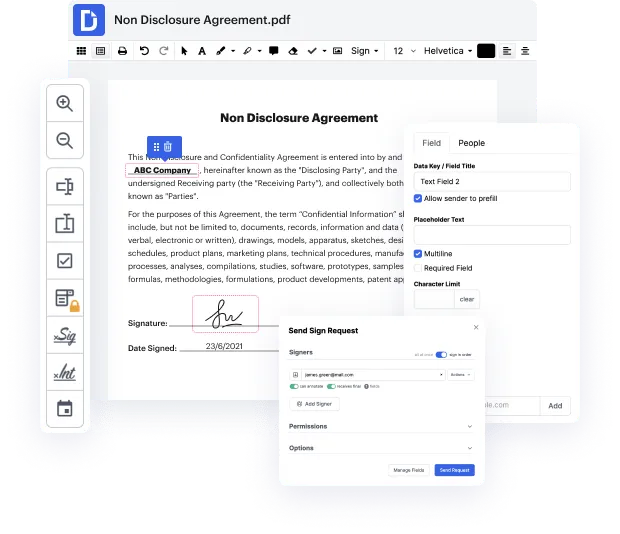 Non Disclosure Agreement.pdf
A
Sign
12
Helvetica
Non Disclosure Agreement
This Non Disclosure and Confidentiality Agreement is entered into by and
ABC Company , hereinafter known as the "Disclosing Party", and the
undersigned Receiving party (the "Receiving Party"), and collectively both
known as "Parties".
For the purposes of this Agreement, the term "Confidential Information" sh
include, but not be limited to, documents, records, information and data (
verbal, electronic or written), drawings, models, apparatus, sketches, desi
schedules, product plans, marketing plans, technical procedures, manufa
processes, analyses, compilations, studies, software, prototypes, samples
formulas, methodologies, formulations, product developments, patent ap
Signature:
Date Signed: 23/6/2021
xSig
xInt
Field
People
Data Key / Field Title
Text Field 2
Allow sender to prefill
Placeholder Text
Multiline
Required Field
Character Limit
clear
le.com
Add
Send Sign Request
Signers
all at once
sign in order
james.green@mail.com
Actions
can annotate
receives final
fields
Add Signer
Permissions
Options
Manage Fields
Send Request